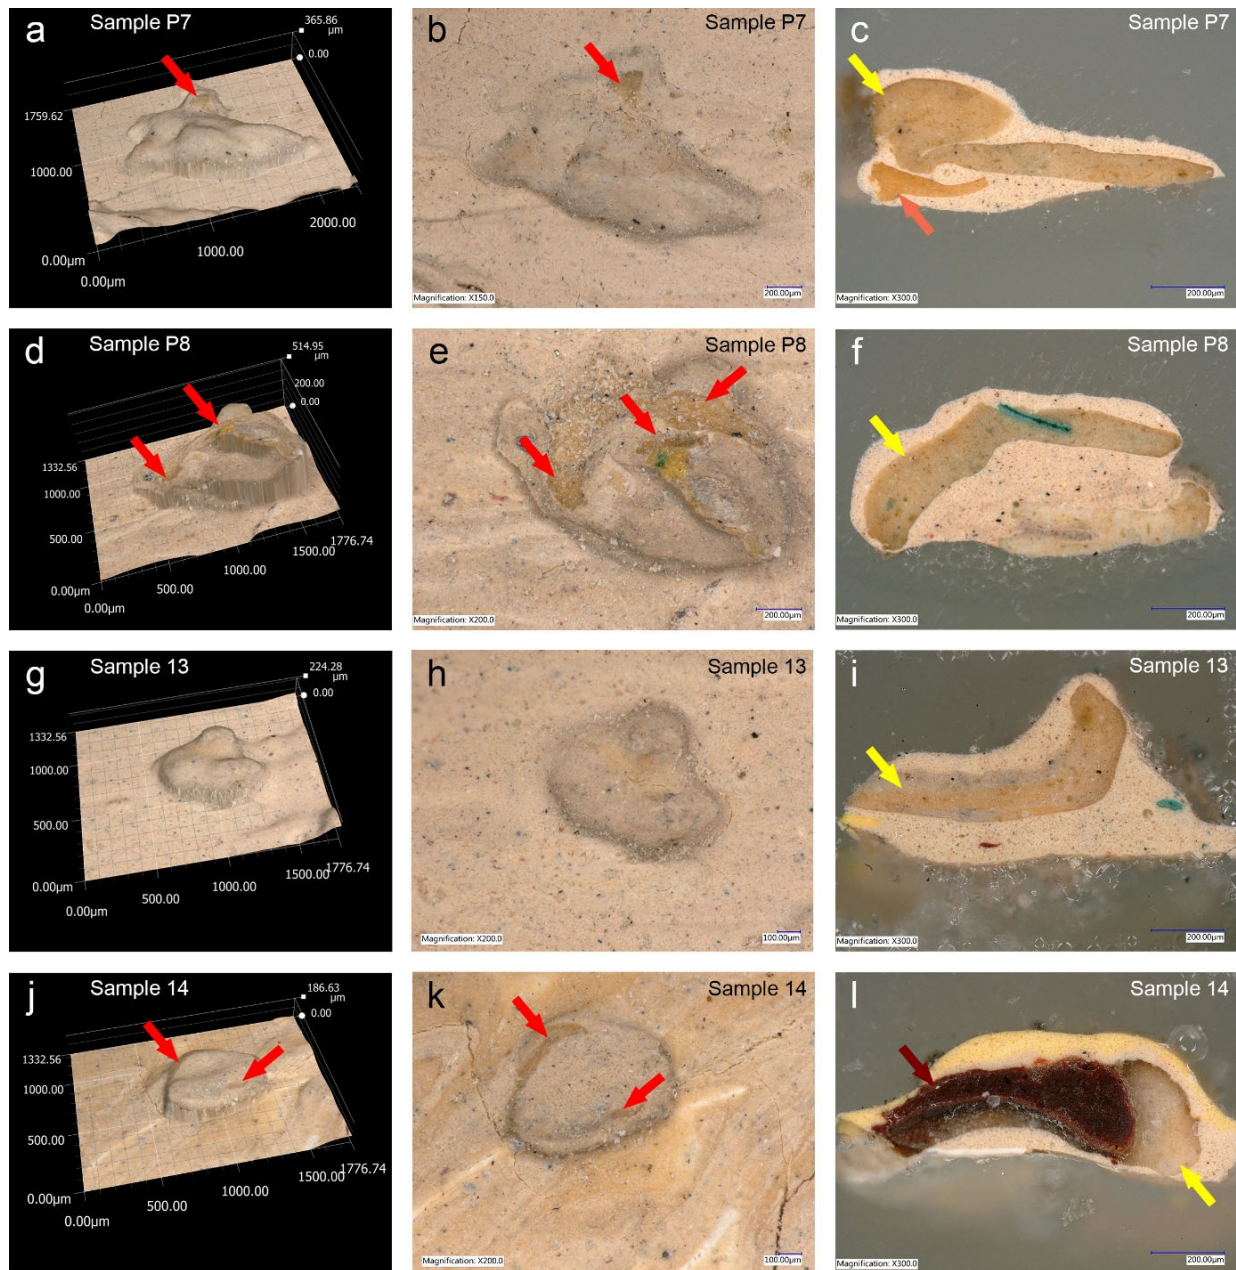 a Sample P7
365.86
μm
0.00
1759.62
1000.00
0.00μm
0.00μm
1000.00
2000.00
b Sample P7
Magnification: X150.0
200.00μm
c Sample P7
Magnification: X300.0
200.00μm
d Sample P8
514.95
μm
200.00
0.00
1332.56
1000.00
500.00
0.00μm
0.00μm
500.00
1000.00
1500.00
1776.74
e Sample P8
Magnification: X200.0
200.00μm
f Sample P8
Magnification: X300.0
200.00μm
g Sample 13
224.28
μm
0.00
1332.56
1000.00
500.00
0.00μm
0.00μm
500.00
1000.00
1500.00
1776.74
h Sample 13
Magnification: X200.0
100.00μm
i Sample 13
Magnification: X300.0
200.00μm
j Sample 14
186.63
μm
0.00
1332.56
1000.00
500.00
0.00μm
0.00μm
500.00
1000.00
1500.00
1776.74
k Sample 14
Magnification: X200.0
100.00μm
l Sample 14
Magnification: X300.0
200.00μm